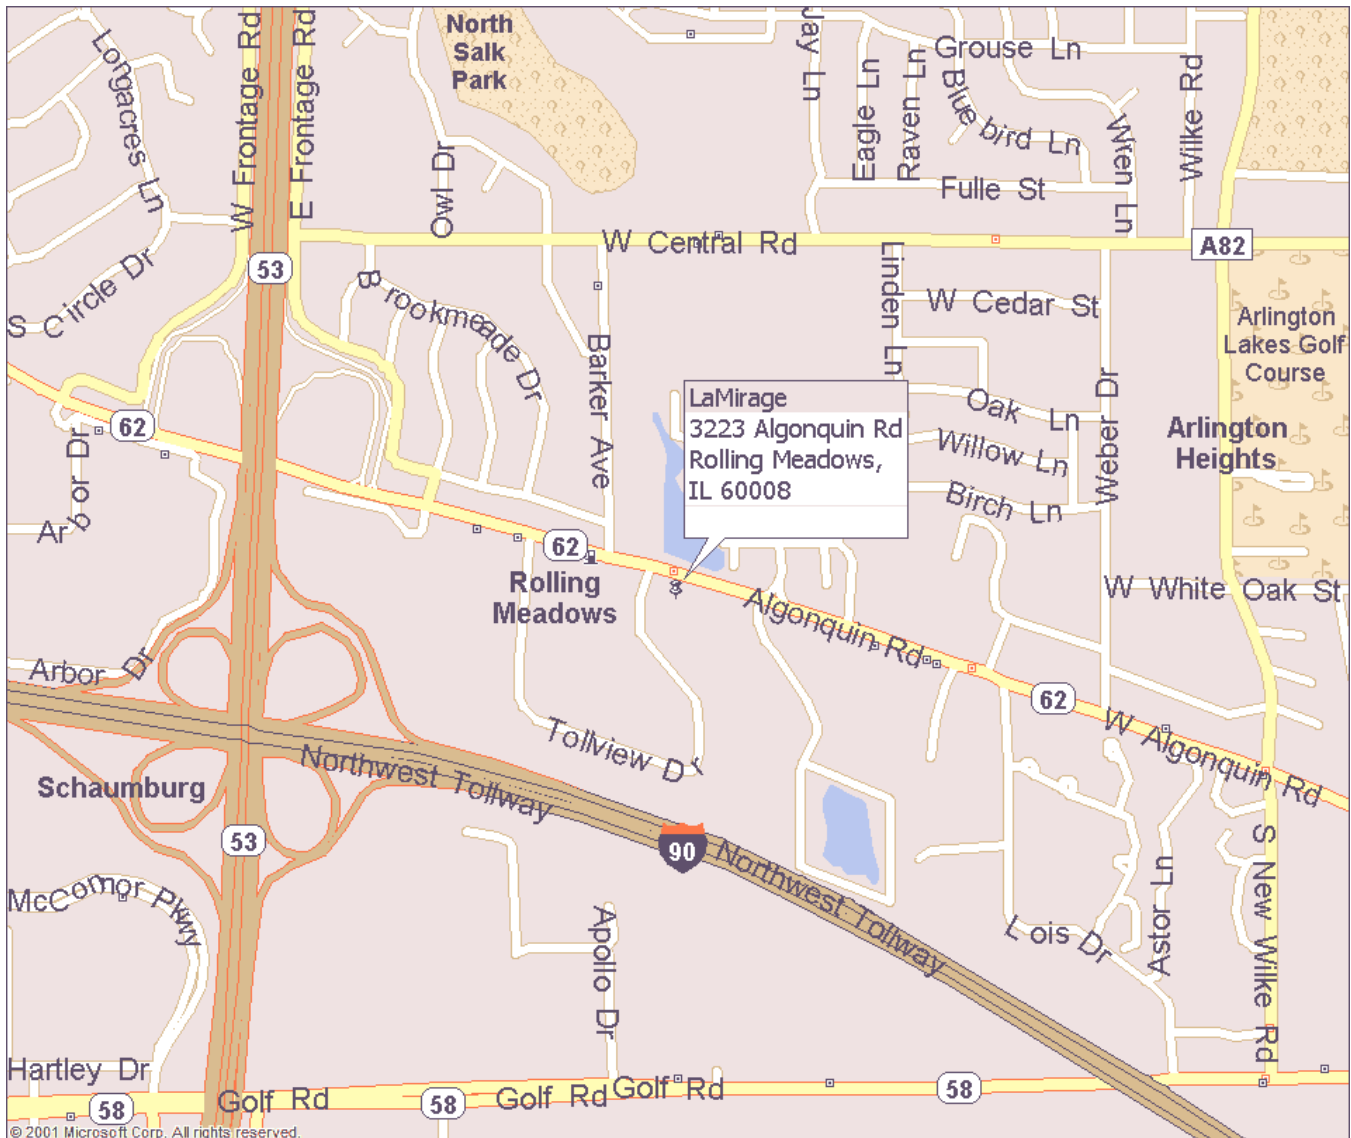 North
Salk
Park
Longacres Ln
W Frontage Rd
E Frontage Rd
Owl Dr
Jay Ln
Eagle Ln
Raven Ln
Grouse Ln
Blue bird Ln
Wren Ln
Wilke Rd
Fulle St
W Central Rd
A82
53
S Circle Dr
Brookmeade Dr
Barker Ave
Linden Ln
W Cedar St
Arlington
Lakes Golf
Course
62
Arbor Dr
LaMirage
3223 Algonquin Rd
Rolling Meadows,
IL 60008
Oak Ln
Willow Ln
Birch Ln
Weber Dr
Arlington
Heights
Arbor
62
Rolling
Meadows
Algonquin Rd
W White Oak St
Arbor Dr
62
W Algonquin Rd
Tollview Dr
Northwest Tollway
Schaumburg
53
90
Northwest Tollway
McConnor Pkwy
Apollo Dr
Lois Dr
Astor Ln
S New Wilke Rd
Hartley Dr
58
Golf Rd
58
Golf Rd
Golf Rd
58
© 2001 Microsoft Corp. All rights reserved.